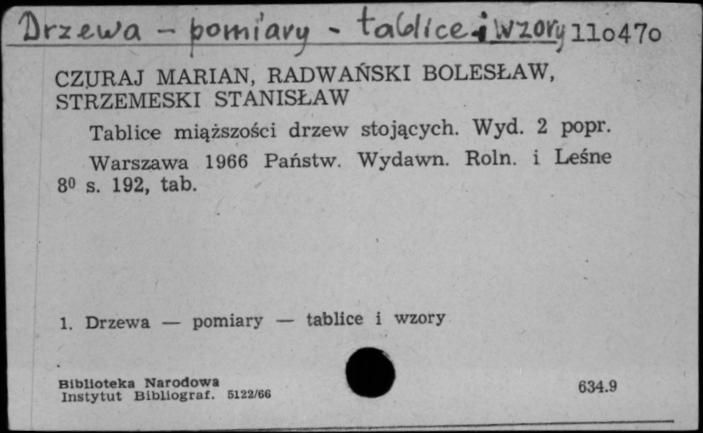 Drzewa - pomiary - tablice i wzory 110470
CZURAJ MARIAN, RADWAŃSKI BOLESŁAW,
STRZEMESKI STANISŁAW
Tablice miąższości drzew stojących. Wyd. 2 popr.
Warszawa 1966 Państw. Wydawn. Roln. i Leśne
8⁰ s. 192, tab.
1. Drzewa — pomiary — tablice i wzory
Biblioteka Narodowa
Instytut Bibliograf. 5122/66
634.9